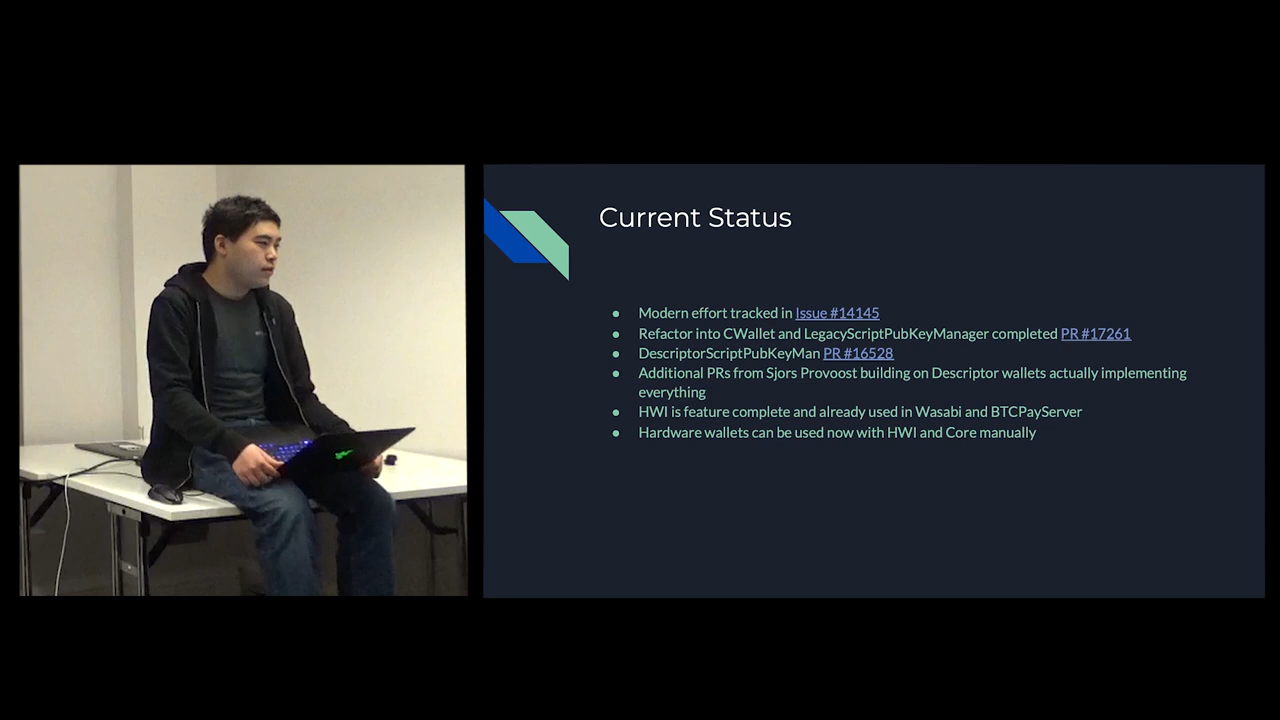 Current Status
● Modern effort tracked in Issue #14145
● Refactor into CWallet and LegacyScriptPubKeyManager completed PR #17261
● DescriptorScriptPubKeyMan PR #16528
● Additional PRs from Sjors Provoost building on Descriptor wallets actually implementing
everything
● HWI is feature complete and already used in Wasabi and BTCPayServer
● Hardware wallets can be used now with HWI and Core manually